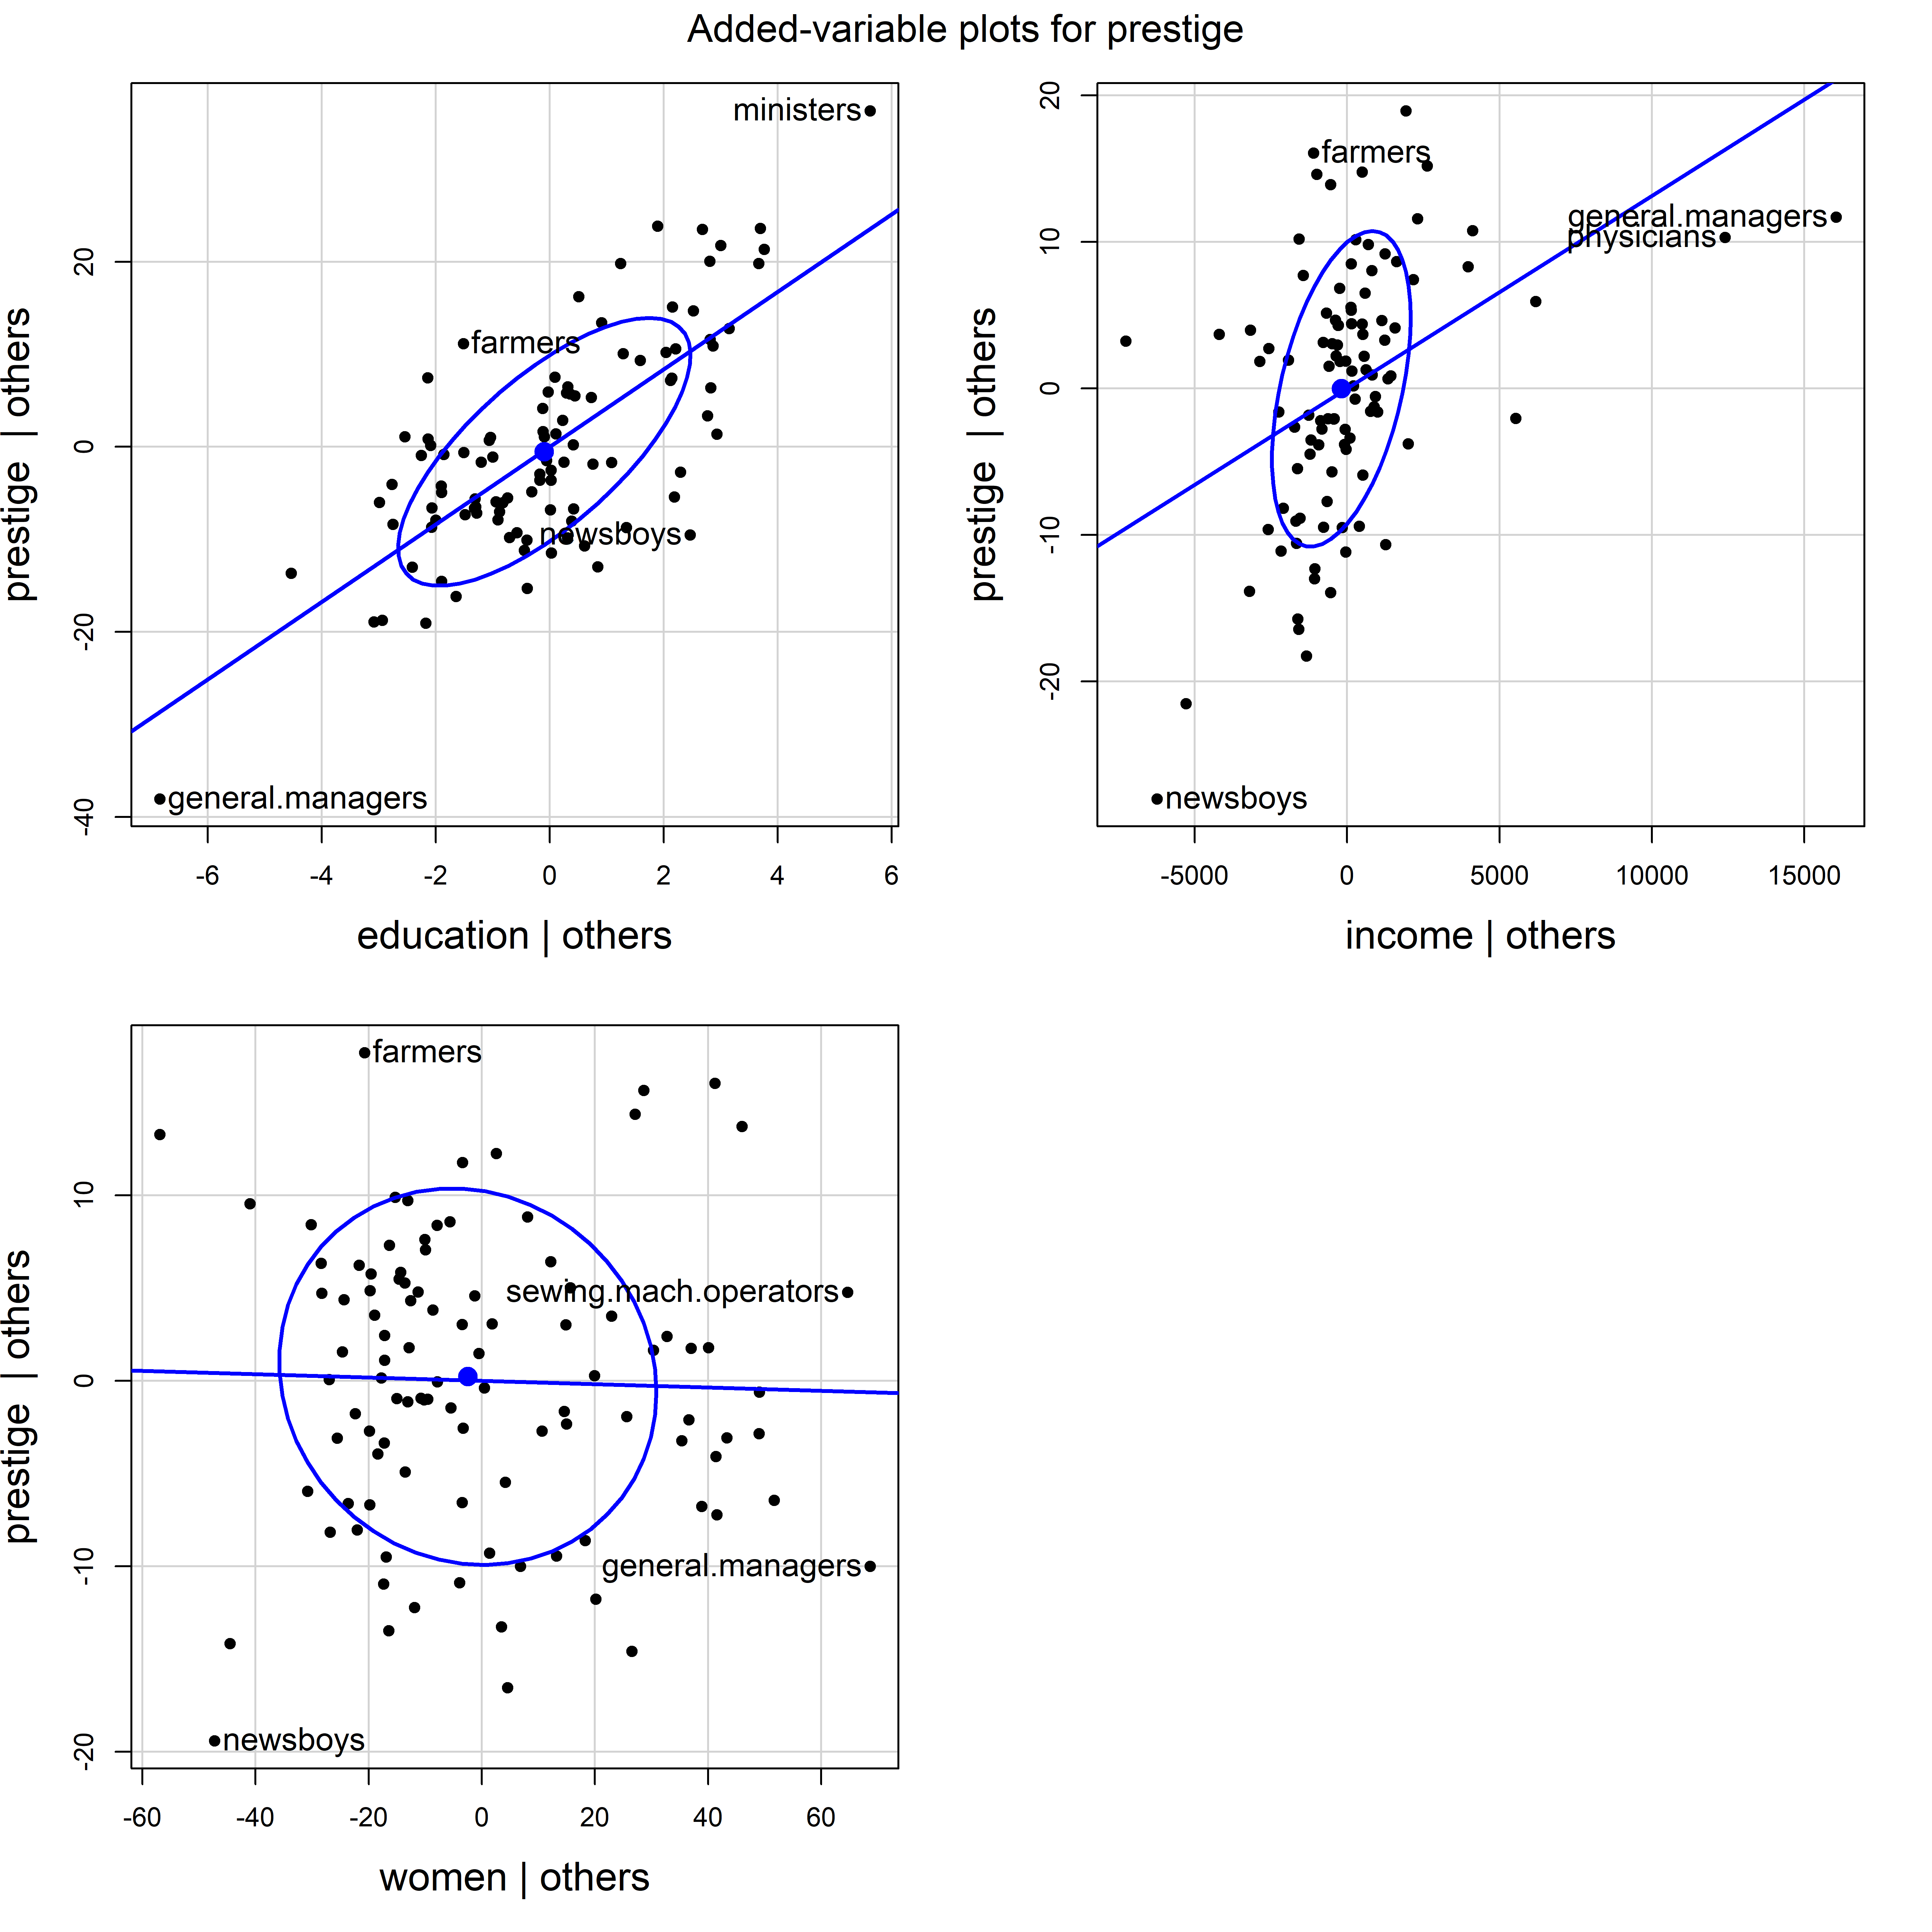 Added-variable plots for prestige
prestige | others
20
0
-20
-40
ministers
farmers
newsboys
general.managers
-6 -4 -2 0 2 4 6
education | others
prestige | others
20
10
0
-10
-20
farmers
general.managers
physicians
newsboys
-5000 0 5000 10000 15000
income | others
prestige | others
10
0
-10
-20
farmers
sewing.mach.operators
general.managers
newsboys
-60 -40 -20 0 20 40 60
women | others